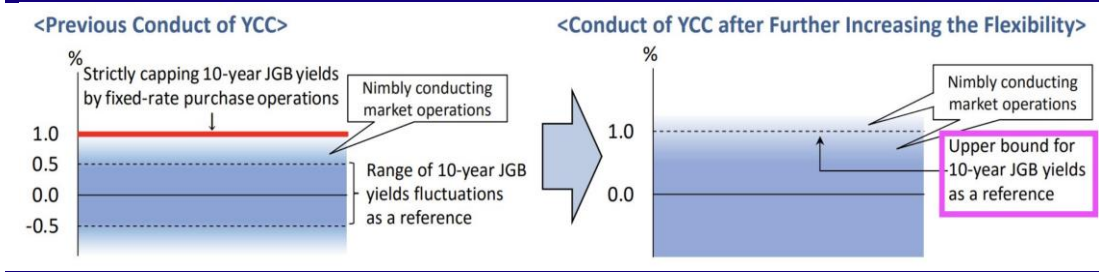 <Previous Conduct of YCC>
%
Strictly capping 10-year JGB yields
by fixed-rate purchase operations
Nimbly conducting
market operations
1.0
0.5
0.0
-0.5
Range of 10-year JGB
yields fluctuations
as a reference
<Conduct of YCC after Further Increasing the Flexibility>
%
Nimbly conducting
market operations
1.0
0.0
Upper bound for
10-year JGB yields
as a reference